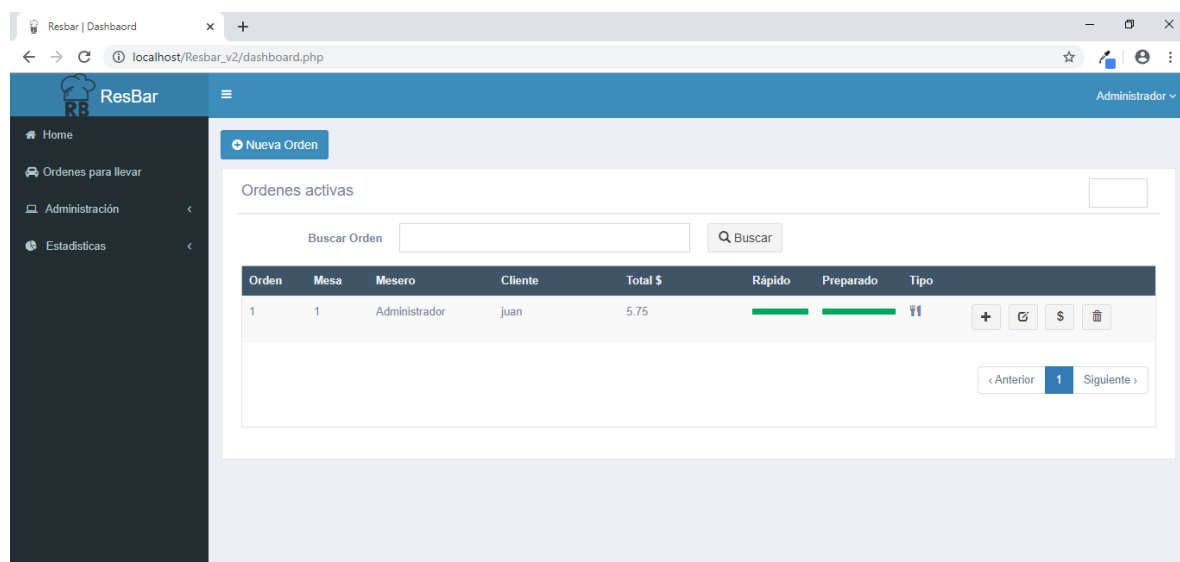 Resbar | Dashbaord
localhost/Resbar_v2/dashboard.php
RB ResBar
Administrador
Home
Ordenes para llevar
Administración
Estadisticas
Nueva Orden
Ordenes activas
Buscar Orden Buscar
Orden Mesa Mesero Cliente Total $ Rápido Preparado Tipo
1 1 Administrador juan 5.75 $
‹ Anterior 1 Siguiente ›